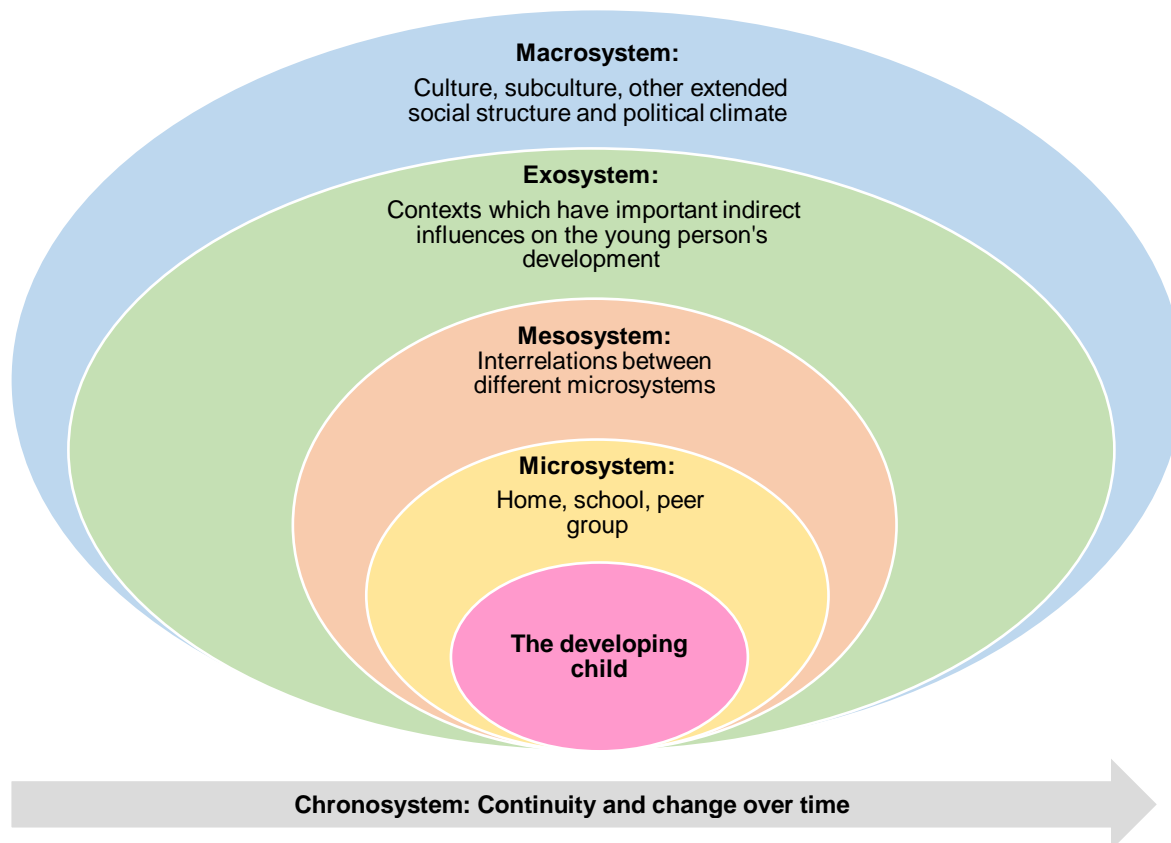 Macrosystem:
Culture, subculture, other extended
social structure and political climate
Exosystem:
Contexts which have important indirect
influences on the young person's
development
Mesosystem:
Interrelations between
different microsystems
Microsystem:
Home, school, peer
group
The developing
child
Chronosystem: Continuity and change over time